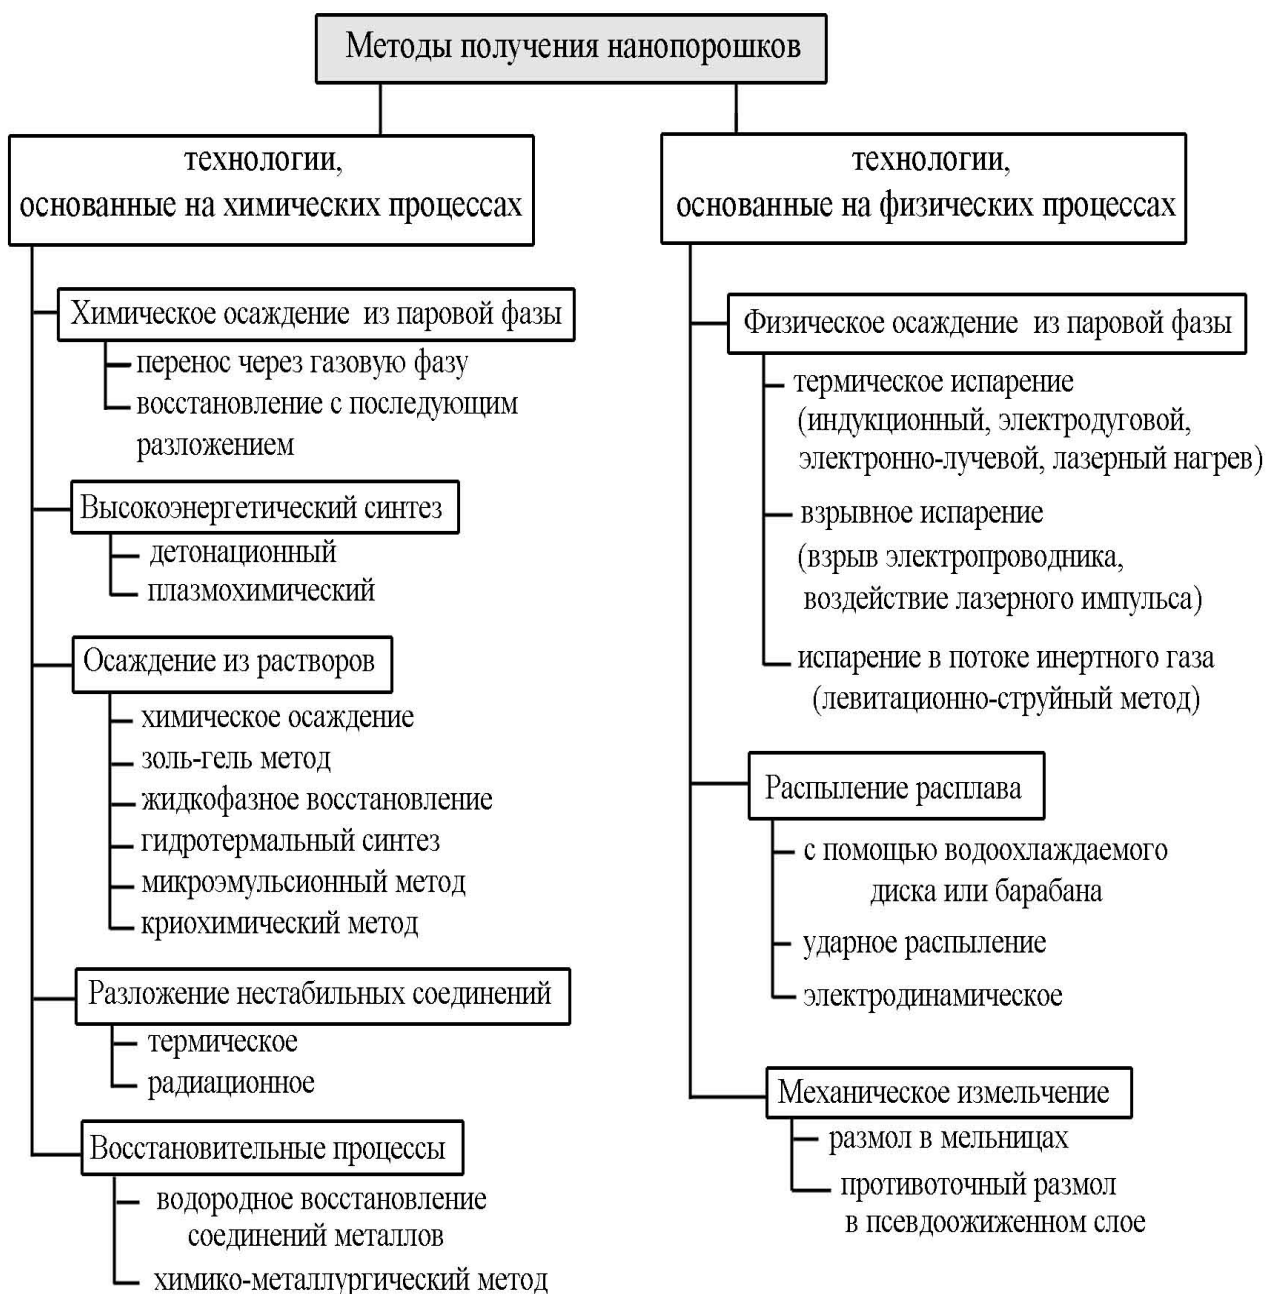 Методы получения нанопорошков
технологии,
основанные на химических процессах
Химическое осаждение из паровой фазы
перенос через газовую фазу
восстановление с последующим
разложением
Высокоэнергетический синтез
детонационный
плазмохимический
Осаждение из растворов
химическое осаждение
золь-гель метод
жидкофазное восстановление
гидротермальный синтез
микроэмульсионный метод
криохимический метод
Разложение нестабильных соединений
термическое
радиационное
Восстановительные процессы
водородное восстановление
соединений металлов
химико-металлургический метод
технологии,
основанные на физических процессах
Физическое осаждение из паровой фазы
термическое испарение
(индукционный, электродуговой,
электронно-лучевой, лазерный нагрев)
взрывное испарение
(взрыв электропроводника,
воздействие лазерного импульса)
испарение в потоке инертного газа
(левитационно-струйный метод)
Распыление расплава
с помощью водоохлаждаемого
диска или барабана
ударное распыление
электродинамическое
Механическое измельчение
размол в мельницах
противоточный размол
в псевдоожиженном слое